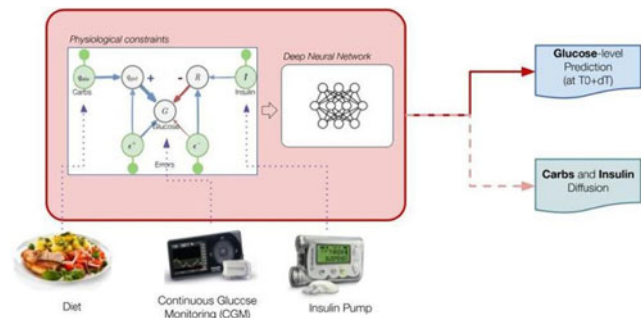 Physiological constraints
Deep Neural Network
+
-
R
I
Carbs
Insulin
G
Glucose
Errors
Glucose-level
Prediction
(at T0+dT)
Carbs and Insulin
Diffusion
Diet
Continuous Gluccse
Monitoring (CGM)
Insulin Pump